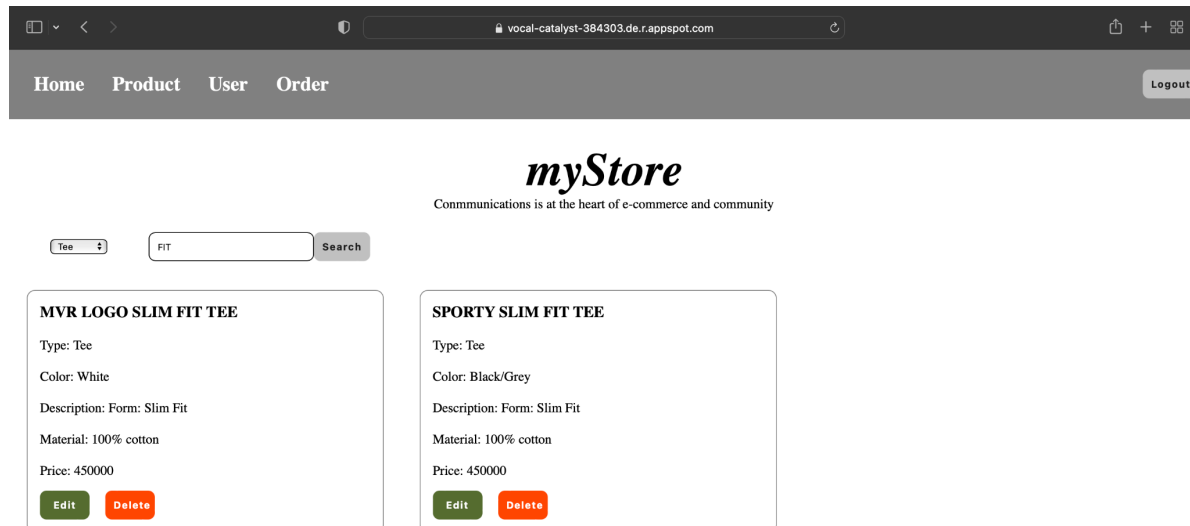 vocal-catalyst-384303.de.r.appspot.com
Home Product User Order Logout
myStore
Conmmunications is at the heart of e-commerce and community
Tee FIT Search
MVR LOGO SLIM FIT TEE
Type: Tee
Color: White
Description: Form: Slim Fit
Material: 100% cotton
Price: 450000
Edit Delete
SPORTY SLIM FIT TEE
Type: Tee
Color: Black/Grey
Description: Form: Slim Fit
Material: 100% cotton
Price: 450000
Edit Delete